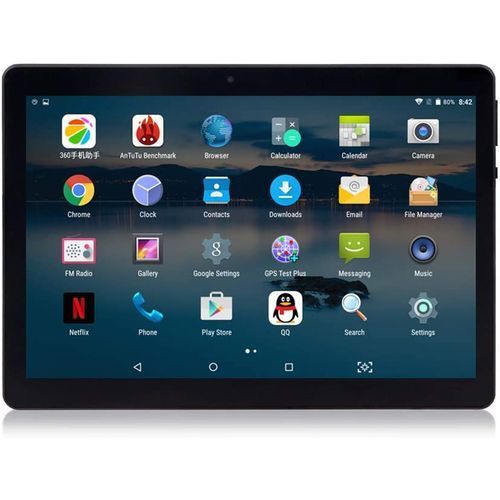 80% 8:42
360手机助手 AnTuTu Benchmark Browser Calculator Calendar Camera
Chrome Clock Contacts Downloads Email File Manager
FM Radio Gallery Google Settings GPS Test Plus Messaging Music
Netflix Phone Play Store QQ Search Settings